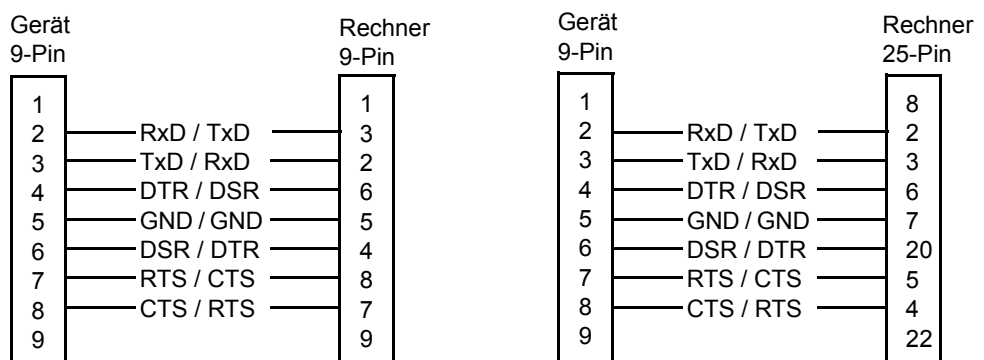 Gerät
9-Pin
Rechner
9-Pin
1 1
2 RxD / TxD 3
3 TxD / RxD 2
4 DTR / DSR 6
5 GND / GND 5
6 DSR / DTR 4
7 RTS / CTS 8
8 CTS / RTS 7
9 9
Gerät
9-Pin
Rechner
25-Pin
1 8
2 RxD / TxD 2
3 TxD / RxD 3
4 DTR / DSR 6
5 GND / GND 7
6 DSR / DTR 20
7 RTS / CTS 5
8 CTS / RTS 4
9 22